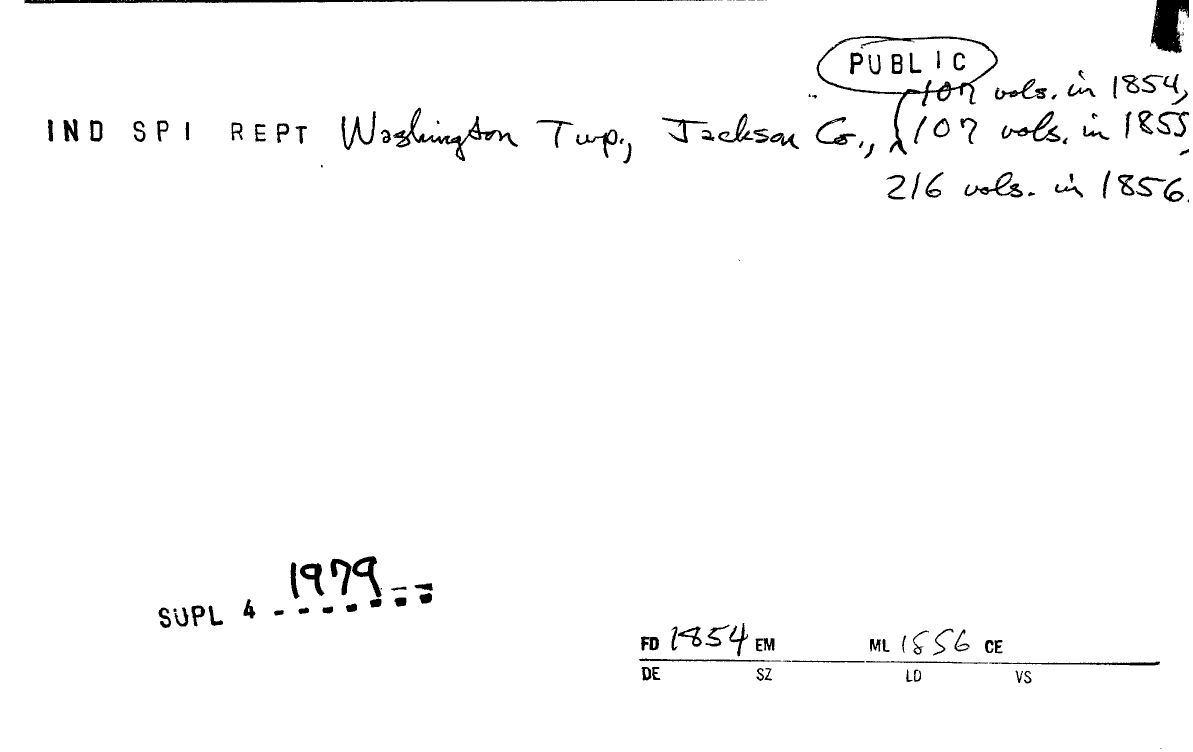 PUBLIC
107 vols. in 1854,
IND SPI REPT Washington Twp., Jackson Co., 107 vols. in 1855,
216 vols. in 1856.
1979
SUPL 4
FD 1854 EM ML 1856 CE
DE SZ LD VS